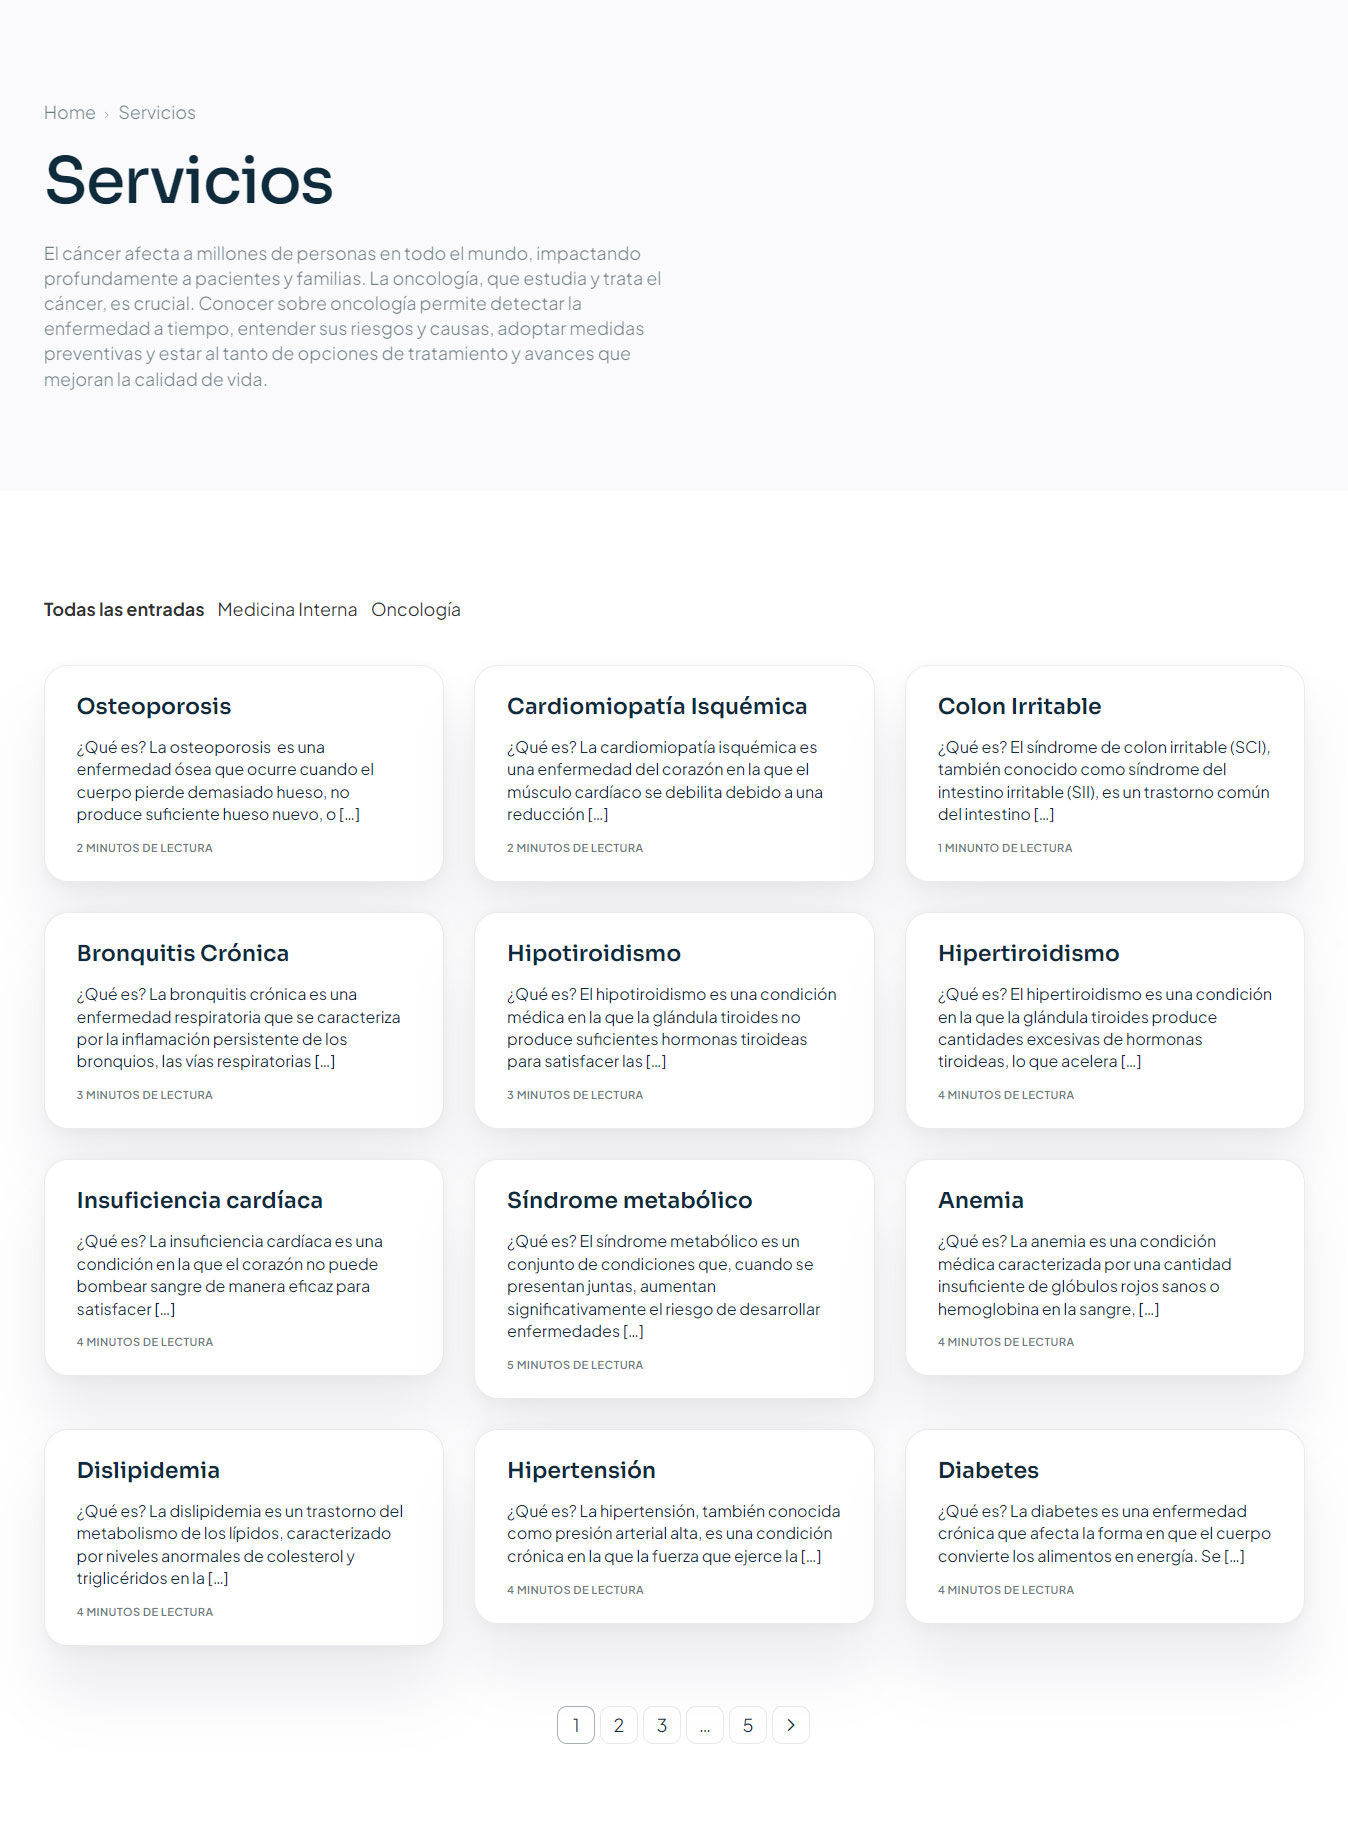 Home › Servicios
Servicios
El cáncer afecta a millones de personas en todo el mundo, impactando
profundamente a pacientes y familias. La oncología, que estudia y trata el
cáncer, es crucial. Conocer sobre oncología permite detectar la
enfermedad a tiempo, entender sus riesgos y causas, adoptar medidas
preventivas y estar al tanto de opciones de tratamiento y avances que
mejoran la calidad de vida.
Todas las entradas Medicina Interna Oncología
Osteoporosis
¿Qué es? La osteoporosis es una
enfermedad ósea que ocurre cuando el
cuerpo pierde demasiado hueso, no
produce suficiente hueso nuevo, o [...]
2 MINUTOS DE LECTURA
Cardiomiopatía Isquémica
¿Qué es? La cardiomiopatía isquémica es
una enfermedad del corazón en la que el
músculo cardíaco se debilita debido a una
reducción [...]
2 MINUTOS DE LECTURA
Colon Irritable
¿Qué es? El síndrome de colon irritable (SCI),
también conocido como síndrome del
intestino irritable (SII), es un trastorno común
del intestino [...]
1 MINUNTO DE LECTURA
Bronquitis Crónica
¿Qué es? La bronquitis crónica es una
enfermedad respiratoria que se caracteriza
por la inflamación persistente de los
bronquios, las vías respiratorias [...]
3 MINUTOS DE LECTURA
Hipotiroidismo
¿Qué es? El hipotiroidismo es una condición
médica en la que la glándula tiroides no
produce suficientes hormonas tiroideas
para satisfacer las [...]
3 MINUTOS DE LECTURA
Hipertiroidismo
¿Qué es? El hipertiroidismo es una condición
en la que la glándula tiroides produce
cantidades excesivas de hormonas
tiroideas, lo que acelera [...]
4 MINUTOS DE LECTURA
Insuficiencia cardíaca
¿Qué es? La insuficiencia cardíaca es una
condición en la que el corazón no puede
bombear sangre de manera eficaz para
satisfacer [...]
4 MINUTOS DE LECTURA
Síndrome metabólico
¿Qué es? El síndrome metabólico es un
conjunto de condiciones que, cuando se
presentan juntas, aumentan
significativamente el riesgo de desarrollar
enfermedades [...]
5 MINUTOS DE LECTURA
Anemia
¿Qué es? La anemia es una condición
médica caracterizada por una cantidad
insuficiente de glóbulos rojos sanos o
hemoglobina en la sangre, [...]
4 MINUTOS DE LECTURA
Dislipidemia
¿Qué es? La dislipidemia es un trastorno del
metabolismo de los lípidos, caracterizado
por niveles anormales de colesterol y
triglicéridos en la [...]
4 MINUTOS DE LECTURA
Hipertensión
¿Qué es? La hipertensión, también conocida
como presión arterial alta, es una condición
crónica en la que la fuerza que ejerce la [...]
4 MINUTOS DE LECTURA
Diabetes
¿Qué es? La diabetes es una enfermedad
crónica que afecta la forma en que el cuerpo
convierte los alimentos en energía. Se [...]
4 MINUTOS DE LECTURA
1 2 3 ... 5 >